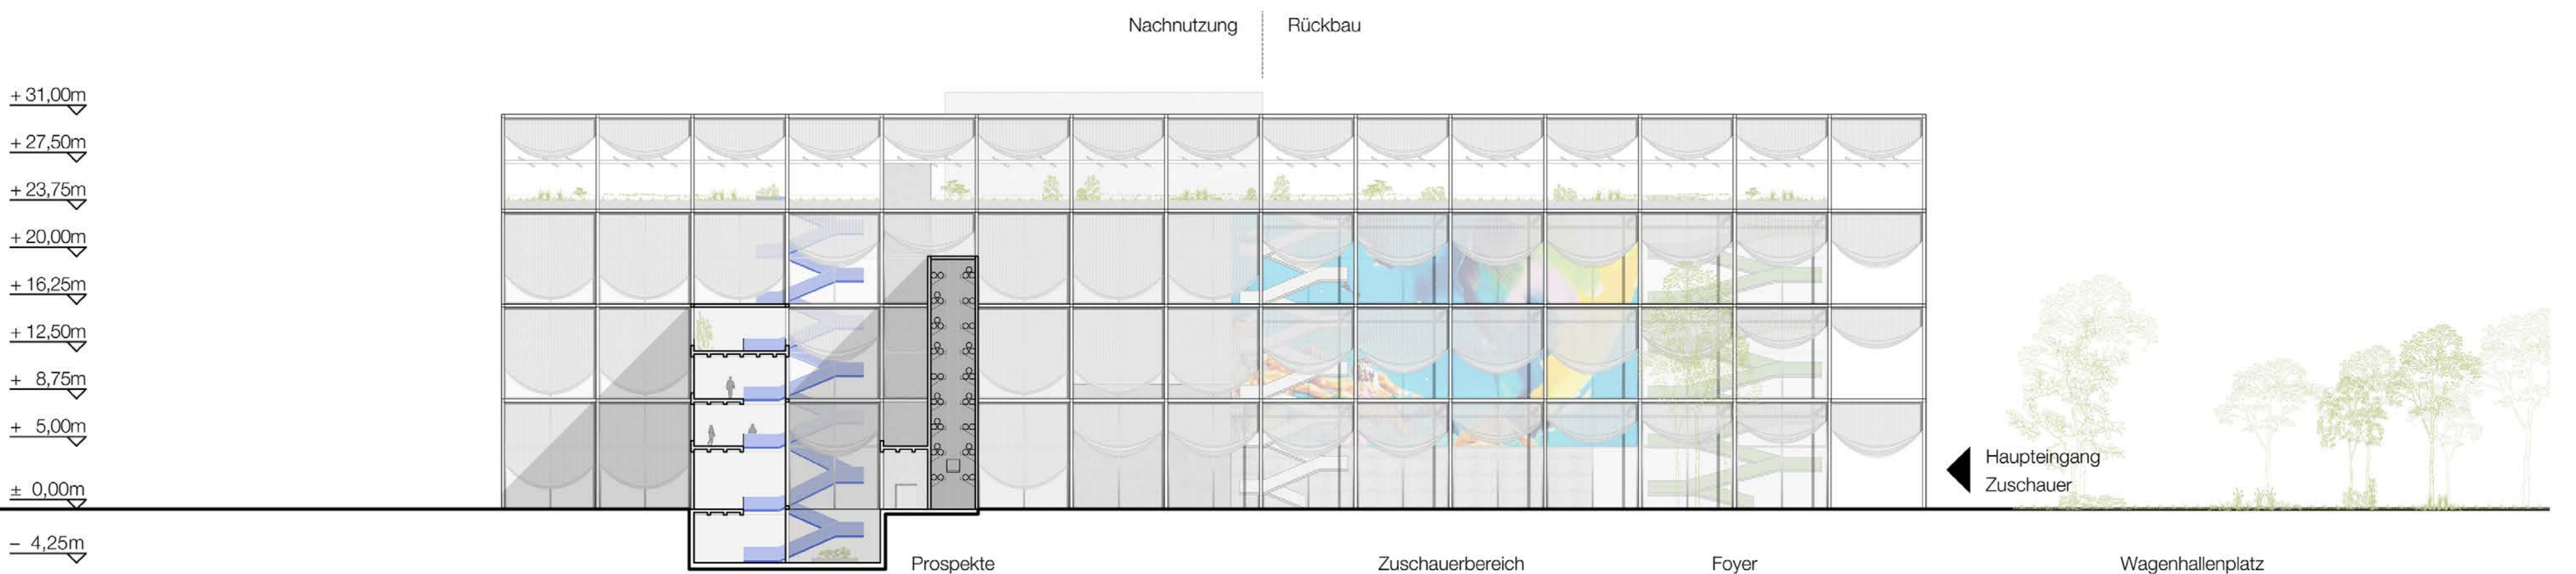 Nachnutzung
Rückbau
+ 31,00m
+ 27,50m
+ 23,75m
+ 20,00m
+ 16,25m
+ 12,50m
+ 8,75m
+ 5,00m
± 0,00m
− 4,25m
Haupteingang
Zuschauer
Prospekte
Zuschauerbereich
Foyer
Wagenhallenplatz